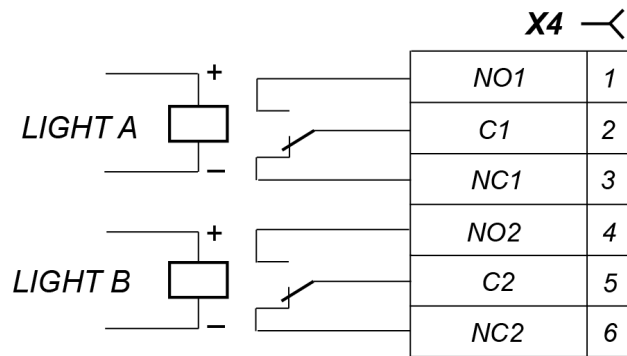 X4
+
NO1 1
LIGHT A
C1 2
−
NC1 3
+
NO2 4
LIGHT B
C2 5
−
NC2 6